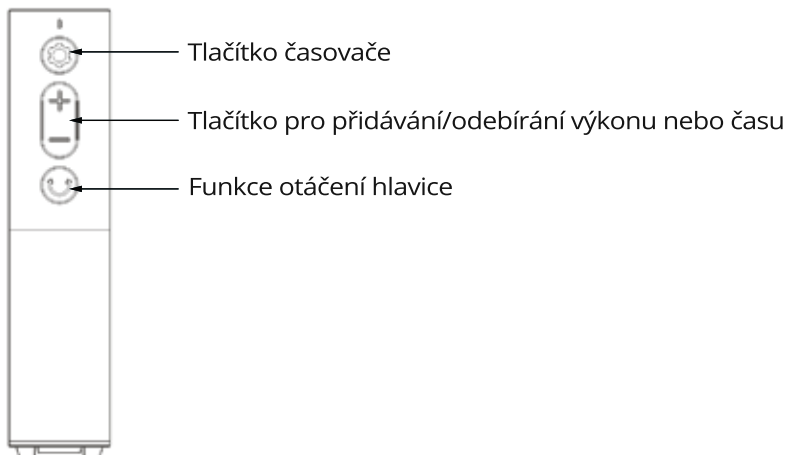 Tlačítko časovače
Tlačítko pro přidávání/odebírání výkonu nebo času
Funkce otáčení hlavice